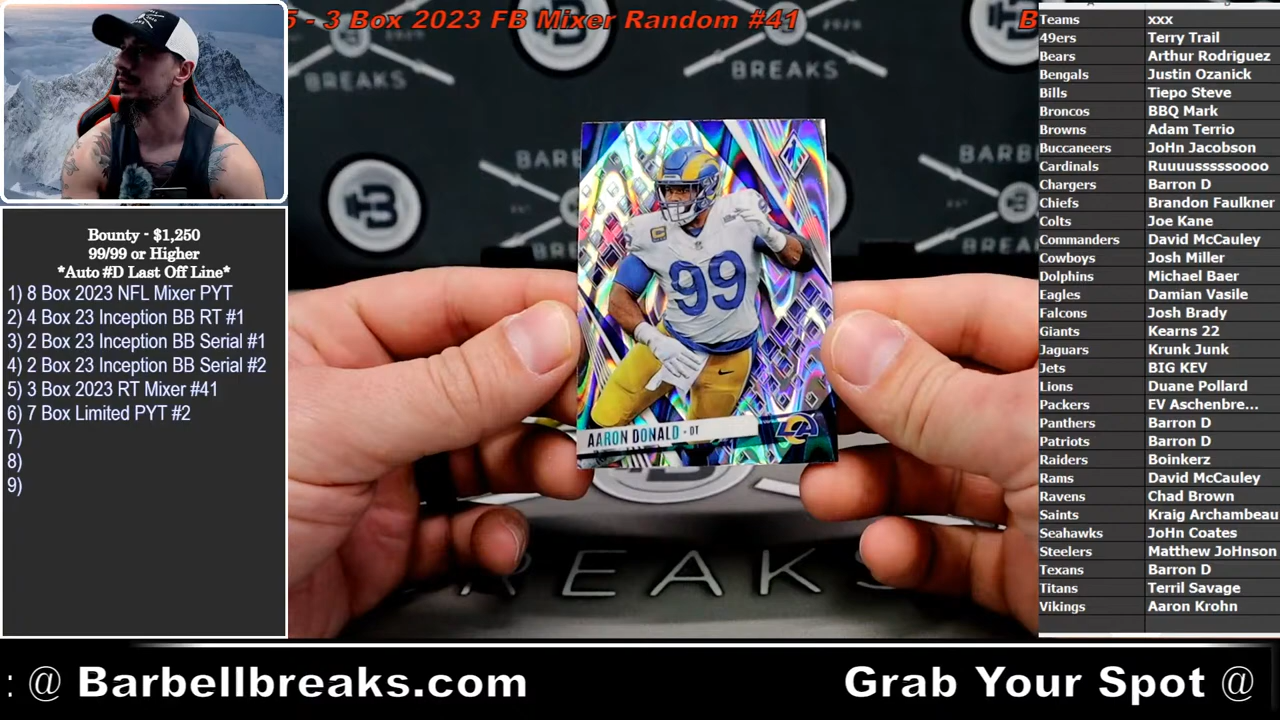 5 - 3 Box 2023 FB Mixer Random #41
Bounty - $1,250
99/99 or Higher
*Auto #D Last Off Line*
1) 8 Box 2023 NFL Mixer PYT
2) 4 Box 23 Inception BB RT #1
3) 2 Box 23 Inception BB Serial #1
4) 2 Box 23 Inception BB Serial #2
5) 3 Box 2023 RT Mixer #41
6) 7 Box Limited PYT #2
7)
8)
9)
BREAKS
BREAKS
BARB
BARB
BREA
99
AARON DONALD - DT
LA
REAKS
Teams xxx
49ers Terry Trail
Bears Arthur Rodriguez
Bengals Justin Ozanick
Bills Tiepo Steve
Broncos BBQ Mark
Browns Adam Terrio
Buccaneers JoHn Jacobson
Cardinals Ruuuusssssoooo
Chargers Barron D
Chiefs Brandon Faulkner
Colts Joe Kane
Commanders David McCauley
Cowboys Josh Miller
Dolphins Michael Baer
Eagles Damian Vasile
Falcons Josh Brady
Giants Kearns 22
Jaguars Krunk Junk
Jets BIG KEV
Lions Duane Pollard
Packers EV Aschenbre...
Panthers Barron D
Patriots Barron D
Raiders Boinkerz
Rams David McCauley
Ravens Chad Brown
Saints Kraig Archambeau
Seahawks JoHn Coates
Steelers Matthew JoHnson
Texans Barron D
Titans Terril Savage
Vikings Aaron Krohn
: @ Barbellbreaks.com Grab Your Spot @